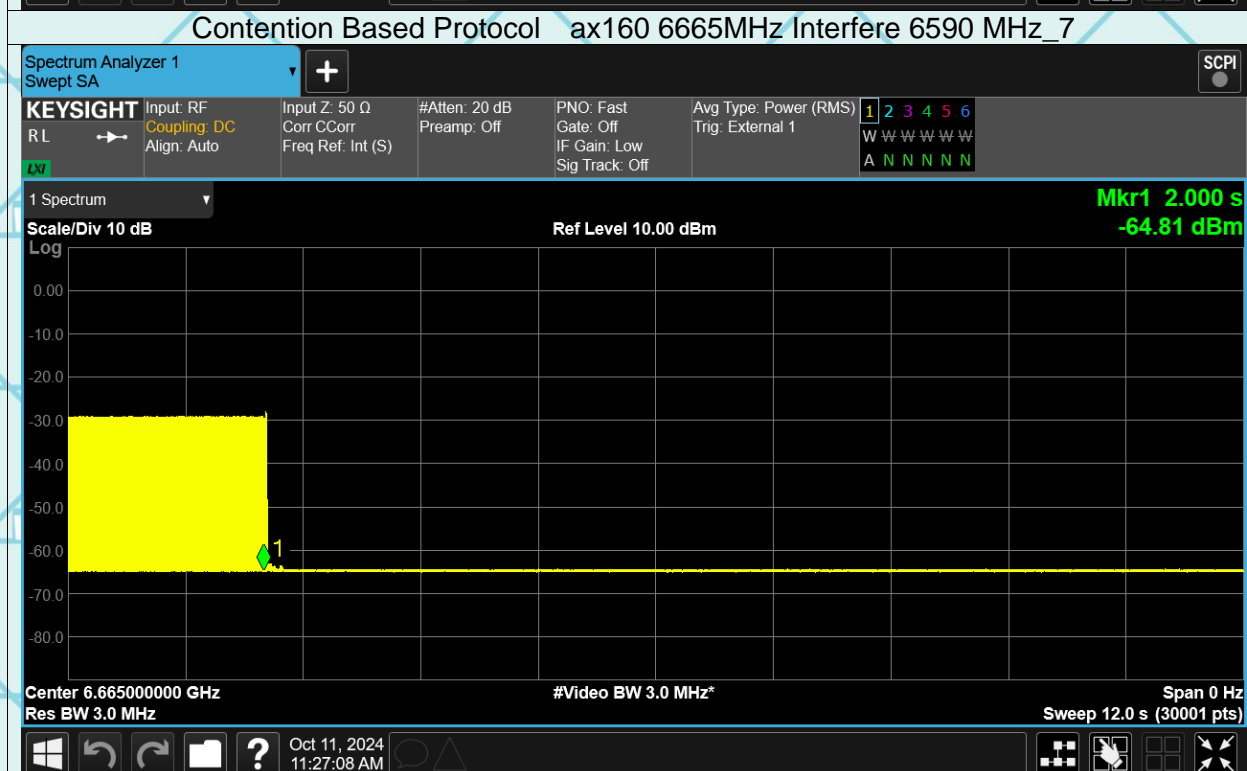 Contention Based Protocol ax160 6665MHz Interfere 6590 MHz_7
Spectrum Analyzer 1
Swept SA
+
SCPI
KEYSIGHT
RL
LXI
Input: RF
Coupling: DC
Align: Auto
Input Z: 50 Ω
Corr CCorr
Freq Ref: Int (S)
#Atten: 20 dB
Preamp: Off
PNO: Fast
Gate: Off
IF Gain: Low
Sig Track: Off
Avg Type: Power (RMS)
Trig: External 1
1 2 3 4 5 6
W W W W W W
A N N N N N
1 Spectrum
Mkr1 2.000 s
Scale/Div 10 dB
Ref Level 10.00 dBm
-64.81 dBm
Log
0.00
-10.0
-20.0
-30.0
-40.0
-50.0
-60.0
-70.0
-80.0
1
Center 6.665000000 GHz
#Video BW 3.0 MHz*
Span 0 Hz
Res BW 3.0 MHz
Sweep 12.0 s (30001 pts)
?
Oct 11, 2024
11:27:08 AM